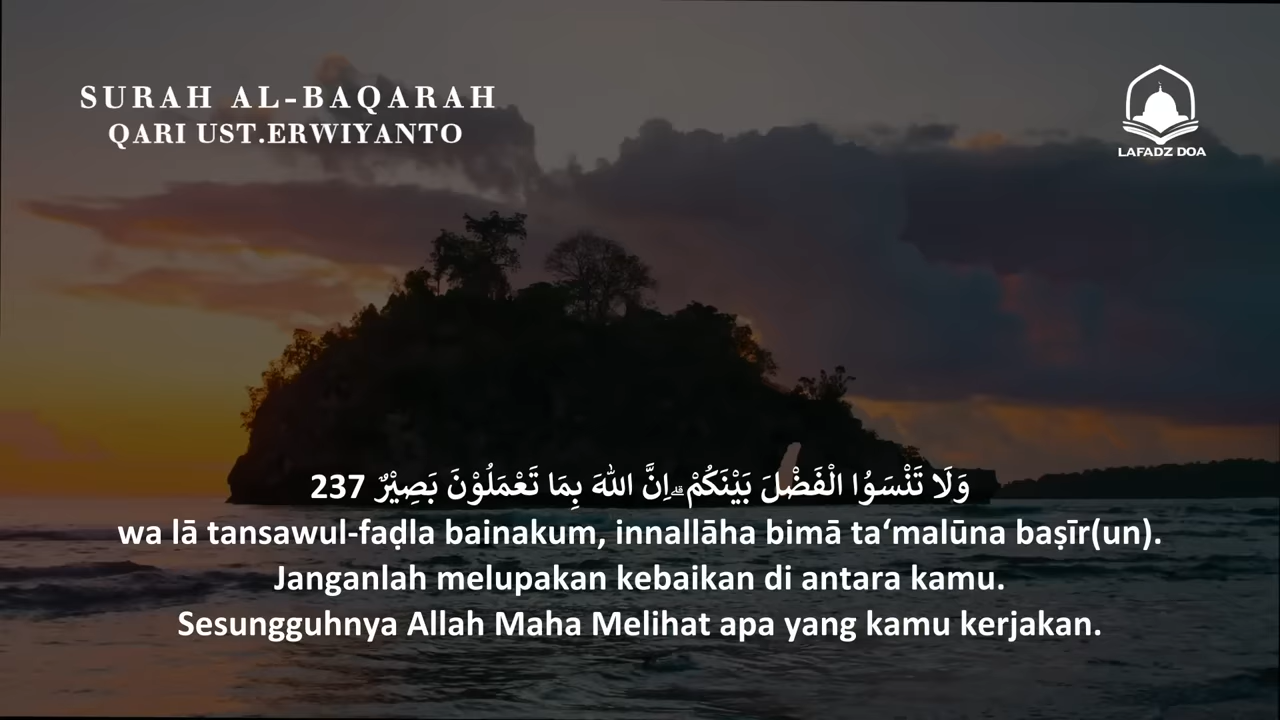 SURAH AL-BAQARAH
QARI UST.ERWIYANTO
LAFADZ DOA
وَلَا تَنْسَوُا الْفَضْلَ بَيْنَكُمْ ۗاِنَّ اللّٰهَ بِمَا تَعْمَلُوْنَ بَصِيْرٌ 237
wa lā tansawul-faḍla bainakum, innallāha bimā ta‘malūna baṣīr(un).
Janganlah melupakan kebaikan di antara kamu.
Sesungguhnya Allah Maha Melihat apa yang kamu kerjakan.